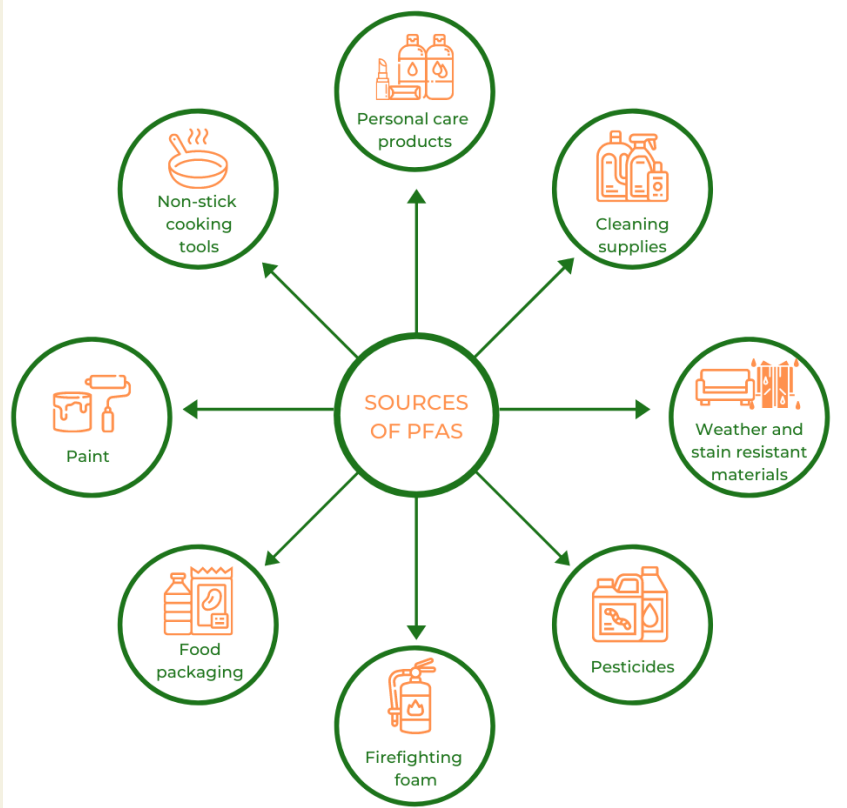 Personal care
products
Non-stick
cooking
tools
Cleaning
supplies
SOURCES
OF PFAS
Paint
Weather and
stain resistant
materials
Food
packaging
Pesticides
Firefighting
foam